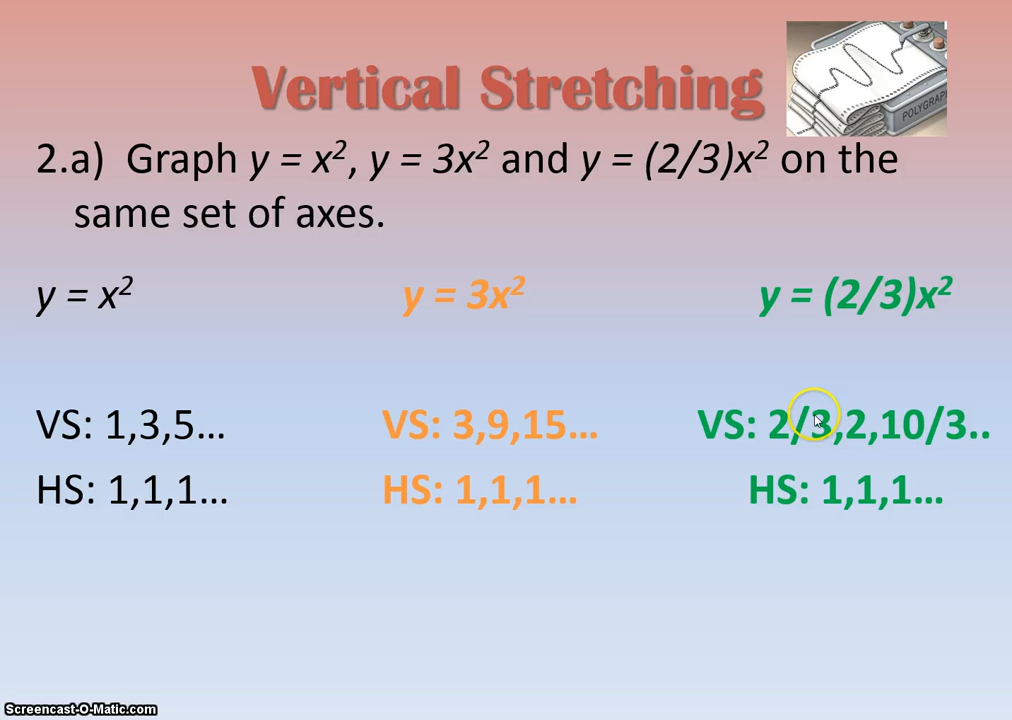 Vertical Stretching
POLYGRAPH
2.a) Graph y = x², y = 3x² and y = (2/3)x² on the
same set of axes.
y = x² y = 3x² y = (2/3)x²
VS: 1,3,5… VS: 3,9,15… VS: 2/3,2,10/3..
HS: 1,1,1… HS: 1,1,1… HS: 1,1,1…
Screencast-O-Matic.com